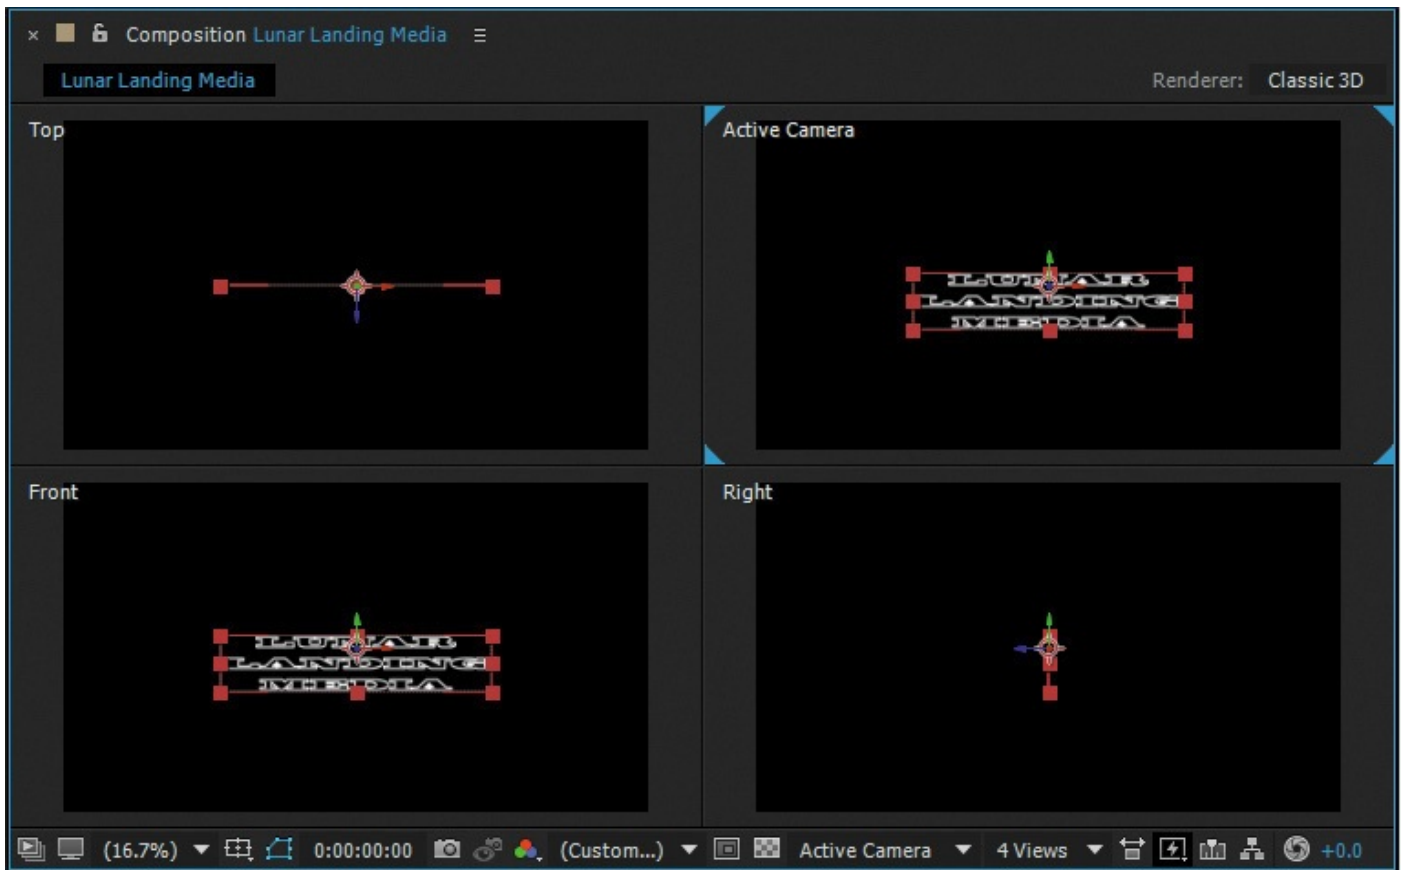 × Composition Lunar Landing Media
Lunar Landing Media
Renderer: Classic 3D
Top
Active Camera
LUNAR
LANDING
MEDIA
Front
Right
LUNAR
LANDING
MEDIA
(16.7%) 0:00:00:00 (Custom...) Active Camera 4 Views +0.0